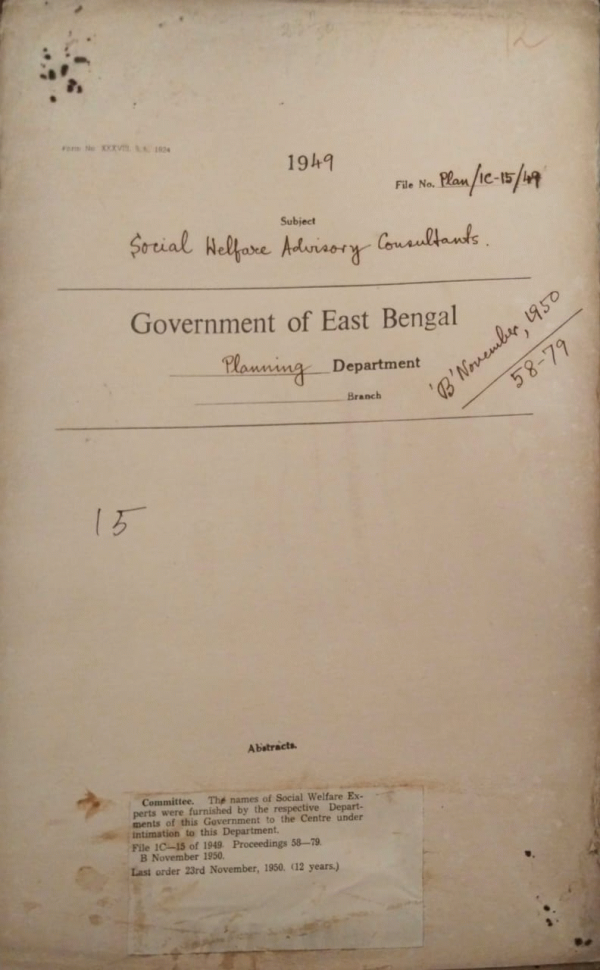 12
1949
File No. Plan/1C-15/49
Subject
Social Welfare Advisory Consultants.
Government of East Bengal
Planning Department
Branch
'B' November, 1950
58-79
15
Abstracts.
Committee. The names of Social Welfare Ex-
perts were furnished by the respective Depart-
ments of this Government to the Centre under
intimation to this Department.
File 1C—15 of 1949. Proceedings 58—79.
B November 1950.
Last order 23rd November, 1950. (12 years.)